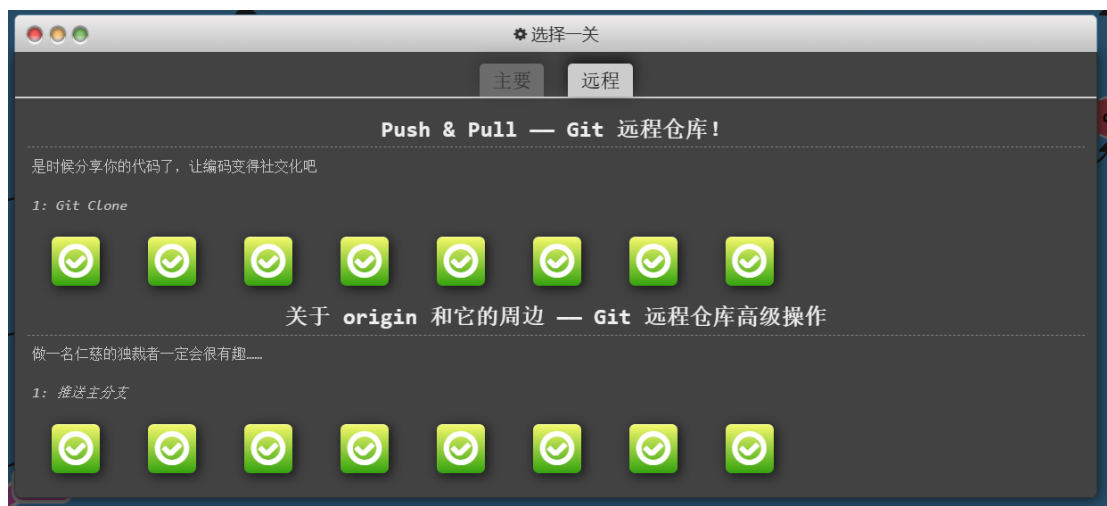 选择一关
主要 远程
Push & Pull —— Git 远程仓库!
是时候分享你的代码了，让编码变得社交化吧
1: Git Clone
关于 origin 和它的周边 —— Git 远程仓库高级操作
做一名仁慈的独裁者一定会很有趣……
1: 推送主分支